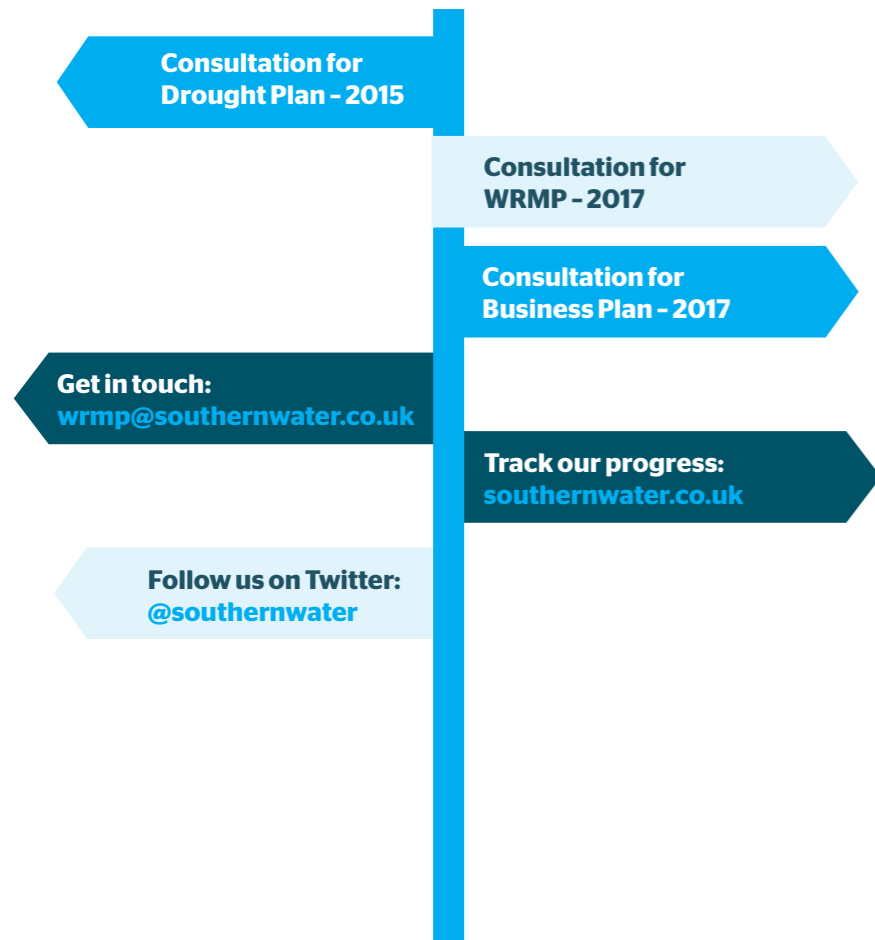 Consultation for
Drought Plan – 2015
Consultation for
WRMP – 2017
Consultation for
Business Plan – 2017
Get in touch:
wrmp@southernwater.co.uk
Track our progress:
southernwater.co.uk
Follow us on Twitter:
@southernwater